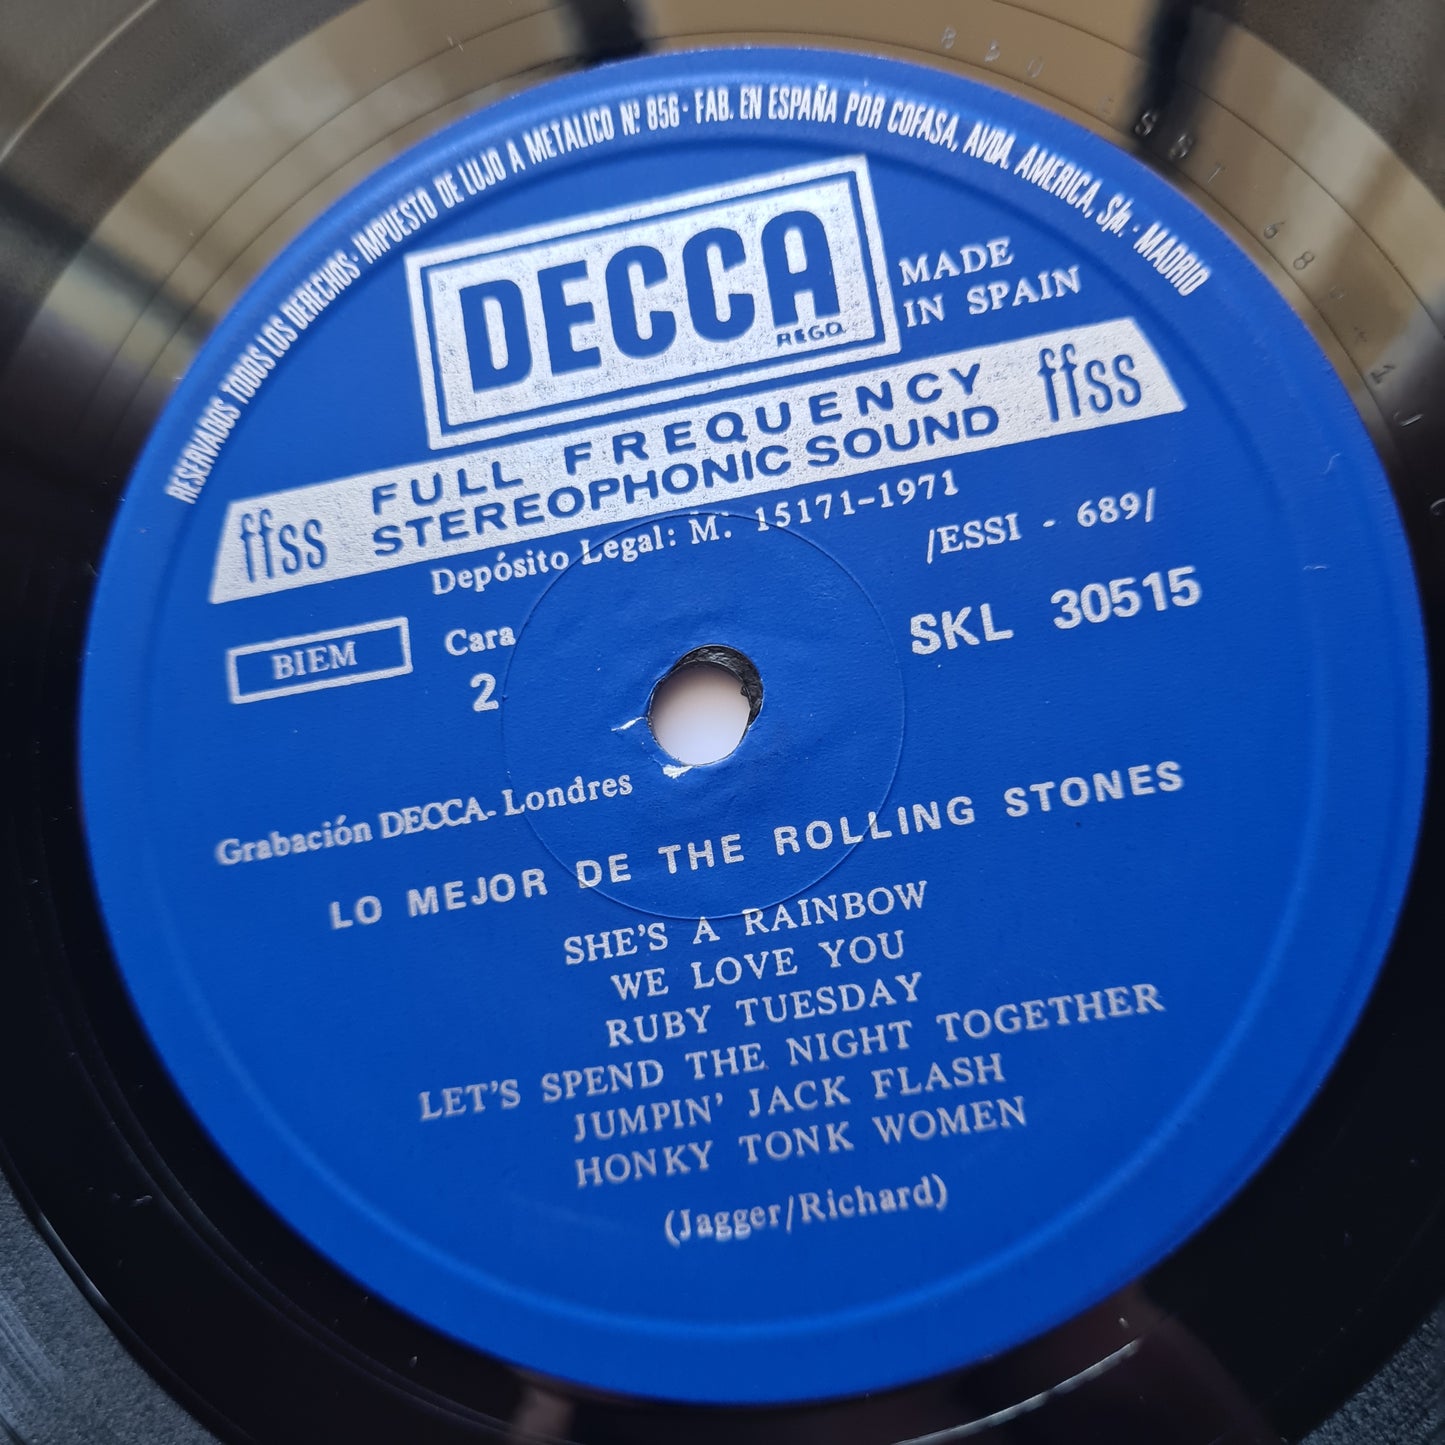 RESERVADOS TODOS LOS DERECHOS · IMPUESTO DE LUJO A METALICO N.º 856 · FAB. EN ESPAÑA POR COFASA, AVDA. AMERICA, S/n. · MADRID
DECCA
REGD.
MADE
IN SPAIN
ffss
FULL FREQUENCY
STEREOPHONIC SOUND
ffss
Depósito Legal: M. 15171-1971
/ESSI - 689/
BIEM
Cara
2
SKL 30515
Grabación DECCA-Londres
LO MEJOR DE THE ROLLING STONES
SHE'S A RAINBOW
WE LOVE YOU
RUBY TUESDAY
LET'S SPEND THE NIGHT TOGETHER
JUMPIN' JACK FLASH
HONKY TONK WOMEN
(Jagger/Richard)